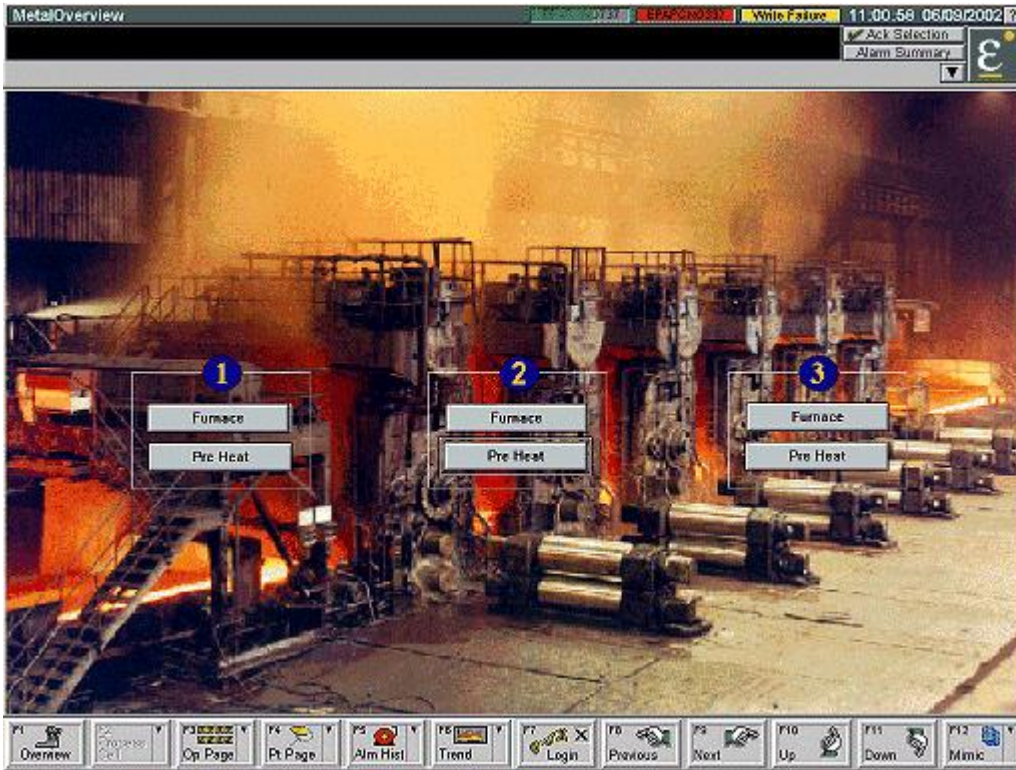 MetalOverview
Write Failure
11.00.58 06/09/2002 ?
Ack Selection
Alarm Summary
1
2
3
Furnace
Furnace
Furnace
Pre Heat
Pre Heat
Pre Heat
F1 Overview
F3 Op Page
F4 Pt Page
F5 Alm Hist
F6 Trend
F7 Login
F8 Previous
F9 Next
F10 Up
F11 Down
F12 Mimic